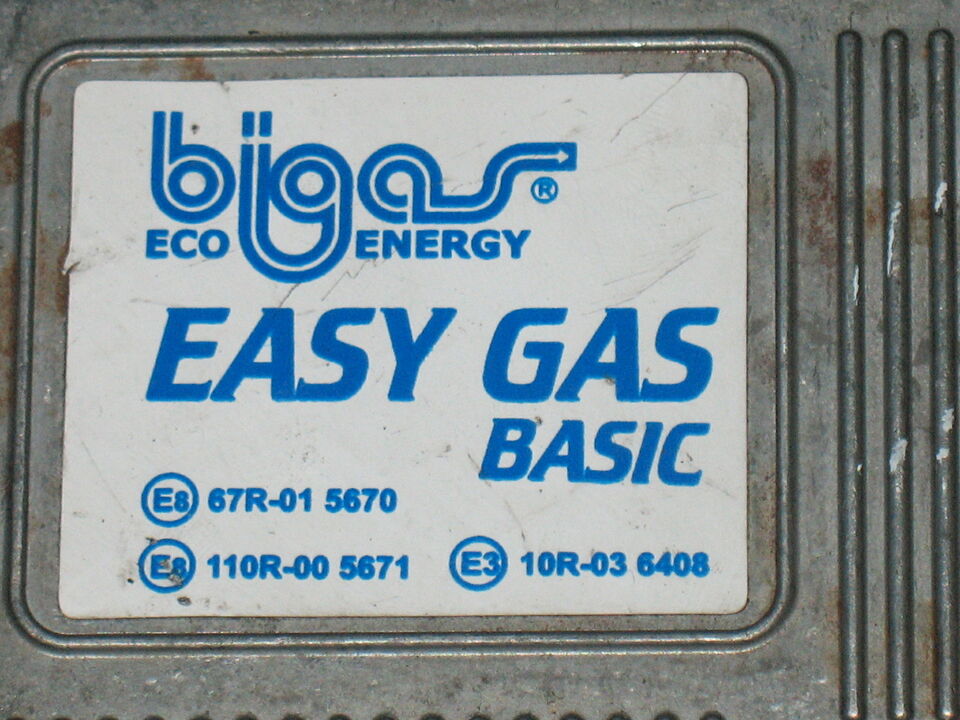 bigas®
ECO ENERGY
EASY GAS
BASIC
E8 67R-01 5670
E8 110R-00 5671 E3 10R-03 6408